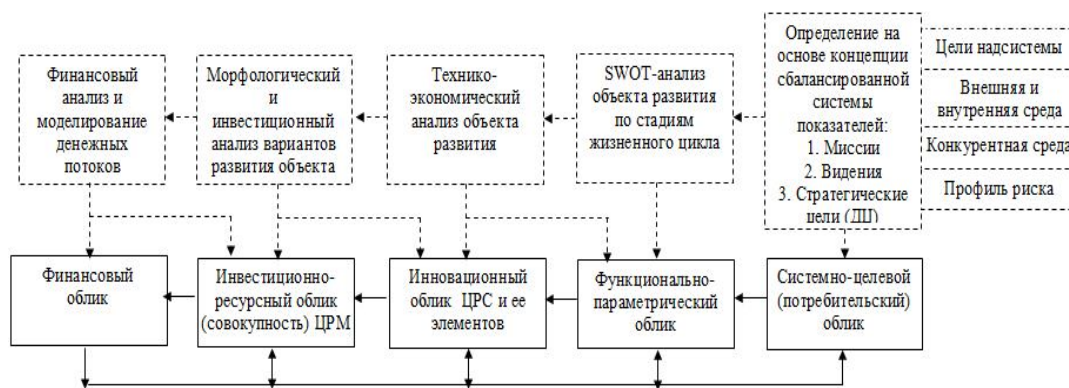 Финансовый
анализ и
моделирование
денежных
потоков
Морфологический
и
инвестиционный
анализ вариантов
развития объекта
Технико-
экономический
анализ объекта
развития
SWOT-анализ
объекта развития
по стадиям
жизненного цикла
Определение на
основе концепции
сбалансированной
системы
показателей:
1. Миссии
2. Видения
3. Стратегические
цели (ДЦ)
Цели надсистемы
Внешняя и
внутренняя среда
Конкурентная среда
Профиль риска
Финансовый
облик
Инвестиционно-
ресурсный облик
(совокупность) ЦРМ
Инновационный
облик ЦРС и ее
элементов
Функционально-
параметрический
облик
Системно-целевой
(потребительский)
облик